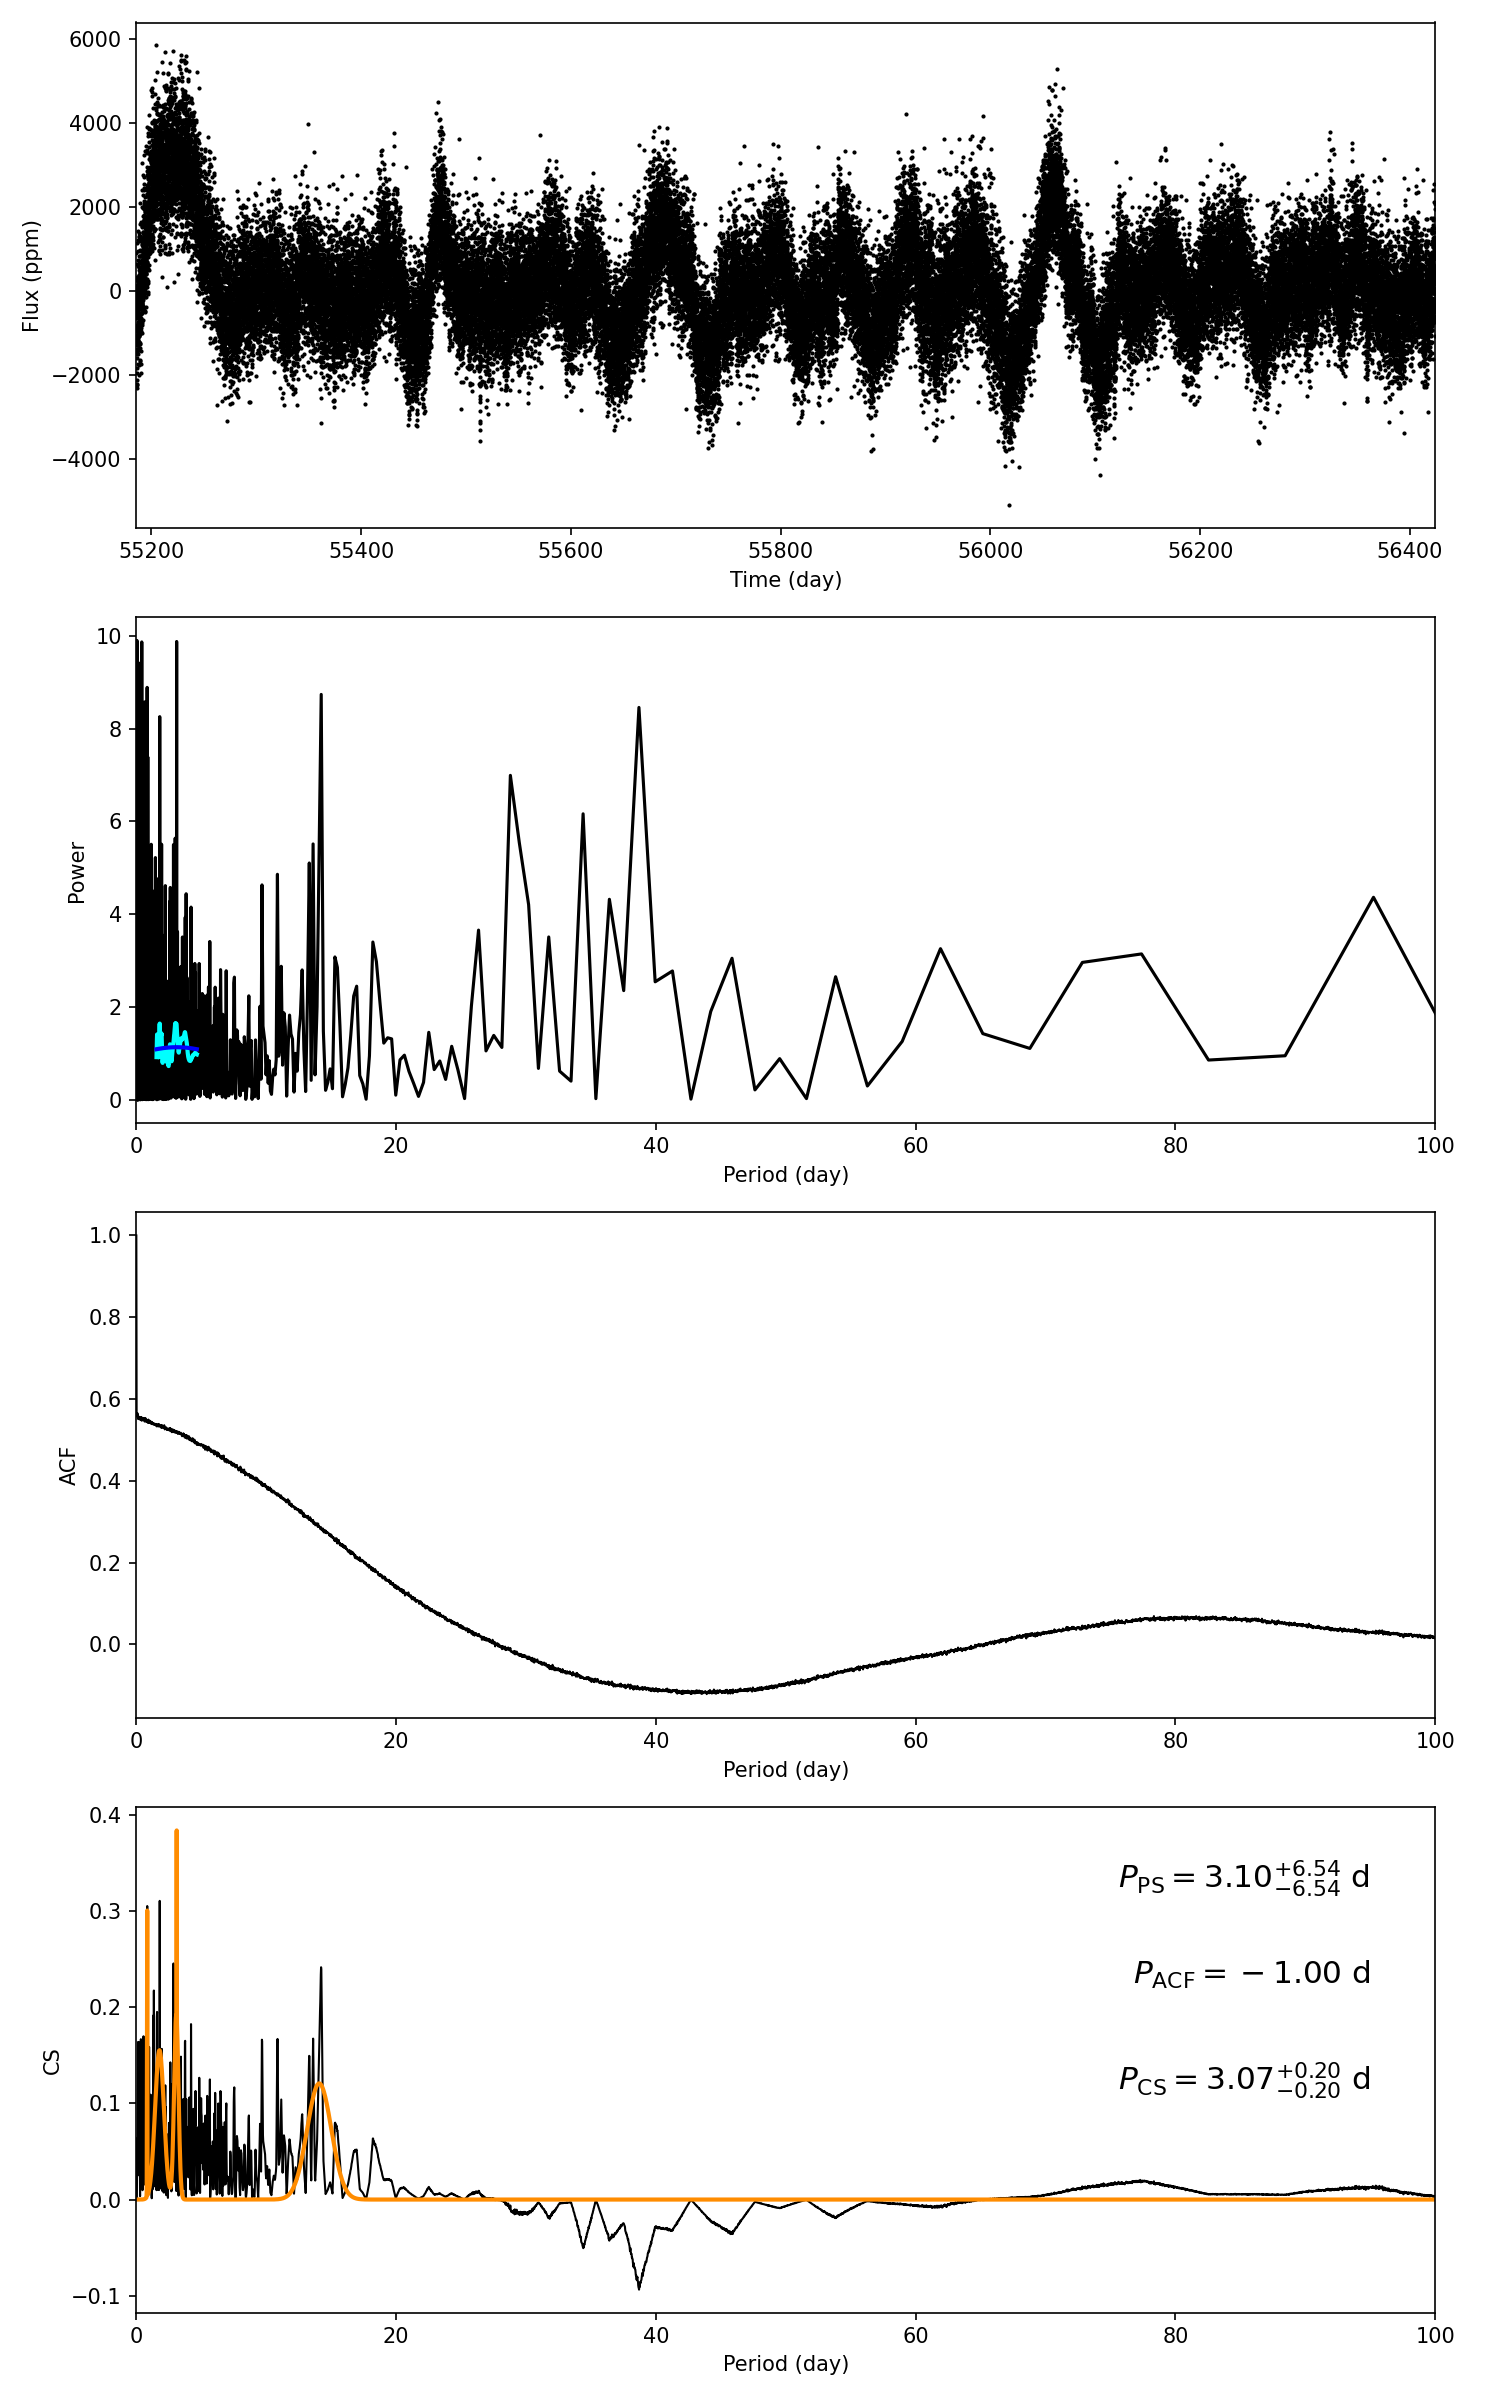 6000
4000
2000
0
−2000
−4000
Flux (ppm)
55200 55400 55600 55800 56000 56200 56400
Time (day)
10
8
6
4
2
0
Power
0 20 40 60 80 100
Period (day)
1.0
0.8
0.6
0.4
0.2
0.0
ACF
0 20 40 60 80 100
Period (day)
0.4
0.3
0.2
0.1
0.0
−0.1
CS
P_PS = 3.10^{+6.54}_{−6.54} d
P_ACF = −1.00 d
P_CS = 3.07^{+0.20}_{−0.20} d
0 20 40 60 80 100
Period (day)